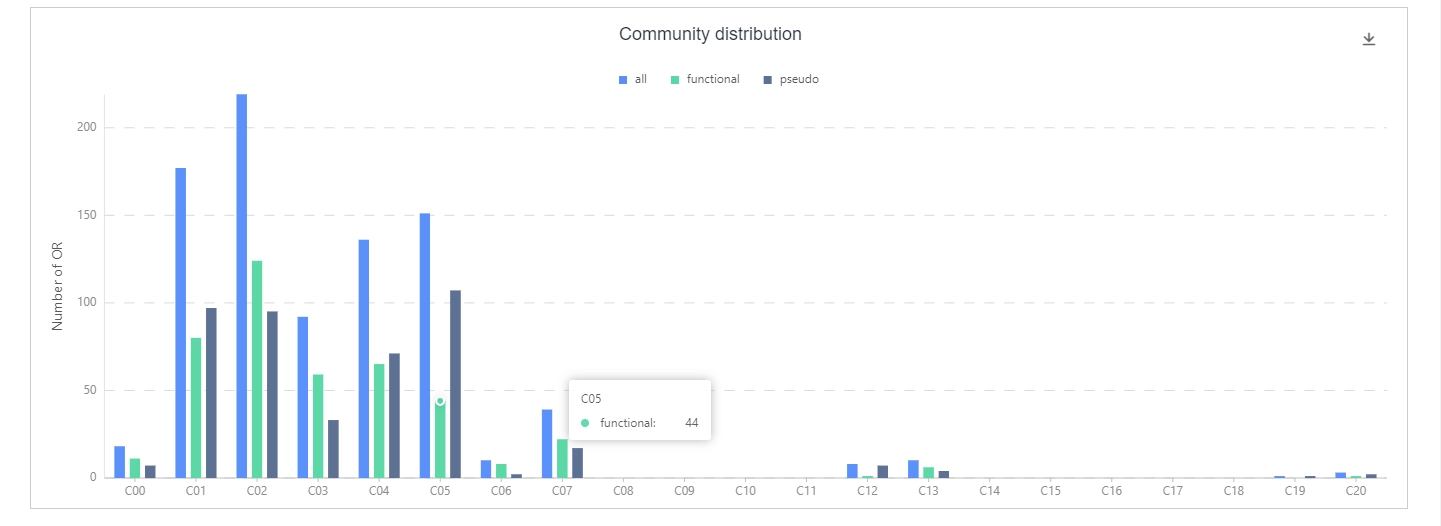 Community distribution
all functional pseudo
Number of OR
200
150
100
50
0
C05
functional: 44
C00 C01 C02 C03 C04 C05 C06 C07 C08 C09 C10 C11 C12 C13 C14 C15 C16 C17 C18 C19 C20